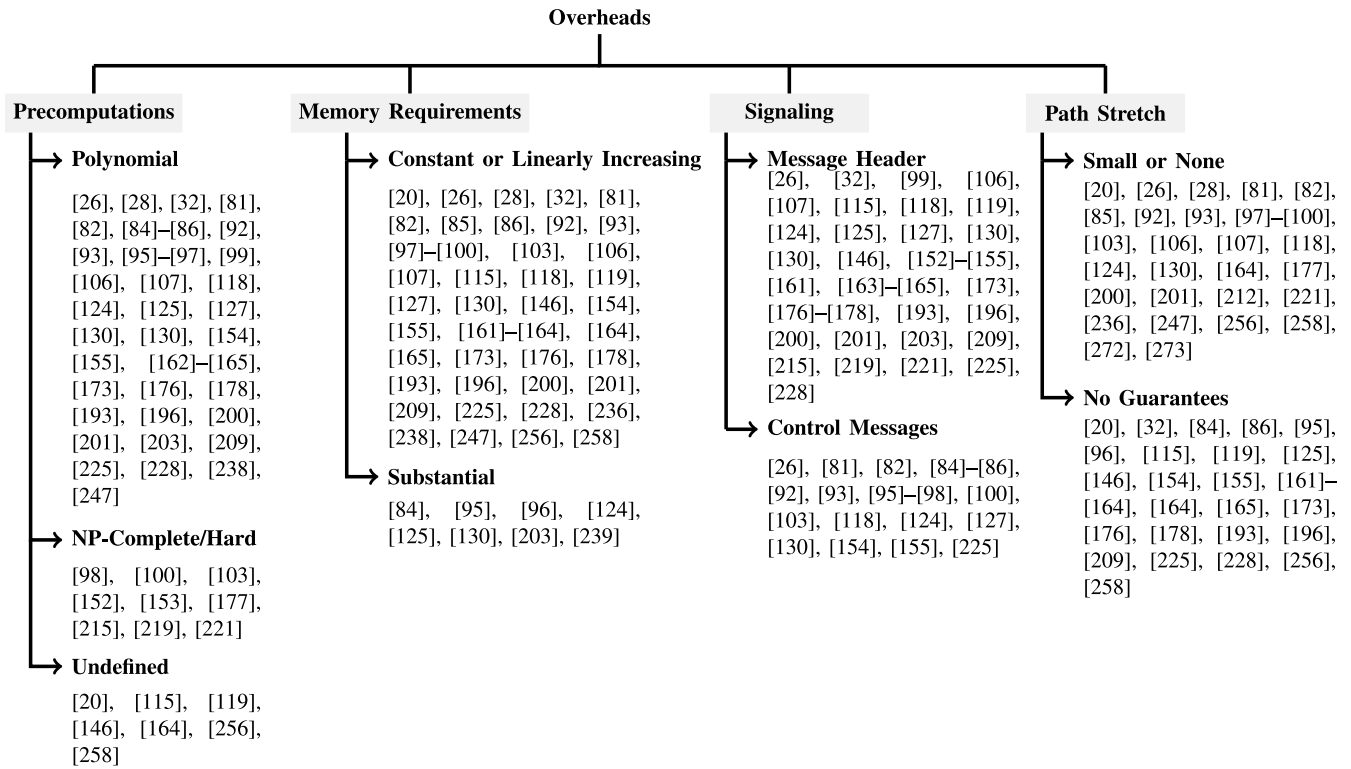 Overheads
Precomputations
Polynomial
[26], [28], [32], [81],
[82], [84]–[86], [92],
[93], [95]–[97], [99],
[106], [107], [118],
[124], [125], [127],
[130], [130], [154],
[155], [162]–[165],
[173], [176], [178],
[193], [196], [200],
[201], [203], [209],
[225], [228], [238],
[247]
NP-Complete/Hard
[98], [100], [103],
[152], [153], [177],
[215], [219], [221]
Undefined
[20], [115], [119],
[146], [164], [256],
[258]
Memory Requirements
Constant or Linearly Increasing
[20], [26], [28], [32], [81],
[82], [85], [86], [92], [93],
[97]–[100], [103], [106],
[107], [115], [118], [119],
[127], [130], [146], [154],
[155], [161]–[164], [164],
[165], [173], [176], [178],
[193], [196], [200], [201],
[209], [225], [228], [236],
[238], [247], [256], [258]
Substantial
[84], [95], [96], [124],
[125], [130], [203], [239]
Signaling
Message Header
[26], [32], [99], [106],
[107], [115], [118], [119],
[124], [125], [127], [130],
[130], [146], [152]–[155],
[161], [163]–[165], [173],
[176]–[178], [193], [196],
[200], [201], [203], [209],
[215], [219], [221], [225],
[228]
Control Messages
[26], [81], [82], [84]–[86],
[92], [93], [95]–[98], [100],
[103], [118], [124], [127],
[130], [154], [155], [225]
Path Stretch
Small or None
[20], [26], [28], [81], [82],
[85], [92], [93], [97]–[100],
[103], [106], [107], [118],
[124], [130], [164], [177],
[200], [201], [212], [221],
[236], [247], [256], [258],
[272], [273]
No Guarantees
[20], [32], [84], [86], [95],
[96], [115], [119], [125],
[146], [154], [155], [161]–
[164], [164], [165], [173],
[176], [178], [193], [196],
[209], [225], [228], [256],
[258]